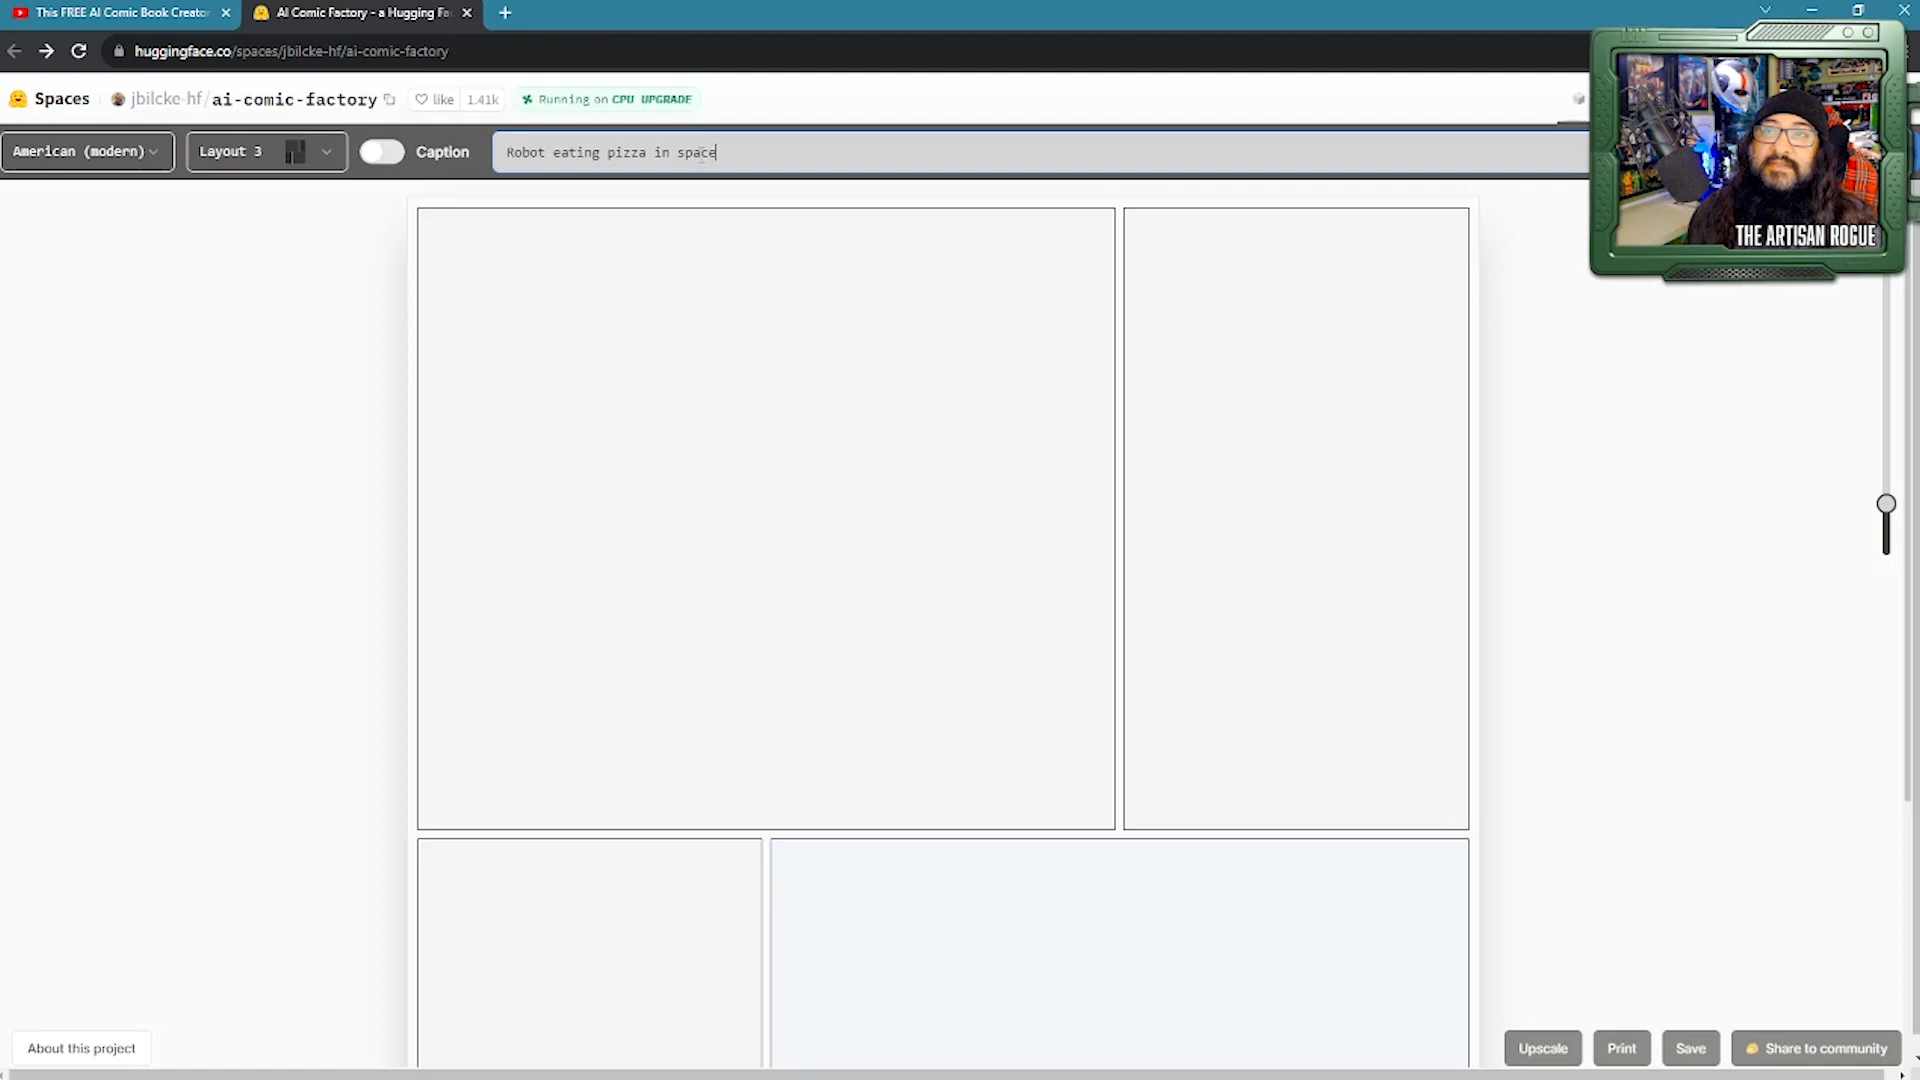 This FREE AI Comic Book Creator
AI Comic Factory - a Hugging Fa
huggingface.co/spaces/jbilcke-hf/ai-comic-factory
Spaces
jbilcke-hf/ai-comic-factory
like 1.41k
Running on CPU UPGRADE
American (modern)
Layout 3
Caption
Robot eating pizza in space
THE ARTISAN ROGUE
About this project
Upscale
Print
Save
Share to community